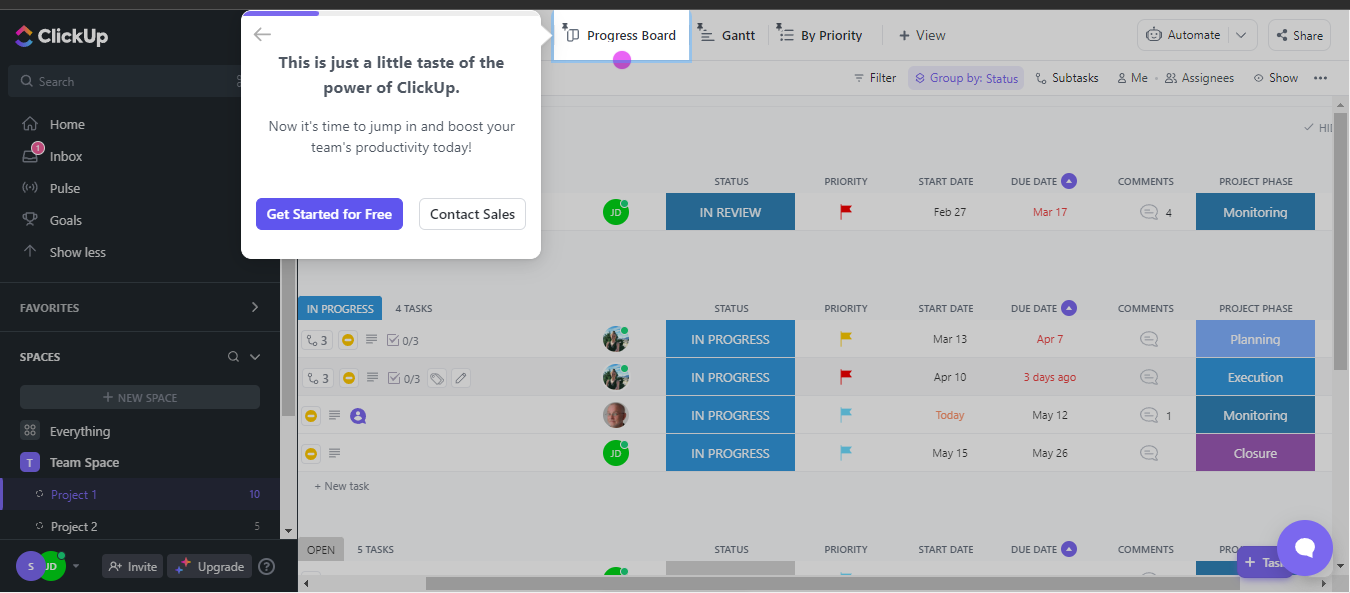 ClickUp
Search
Home
1
Inbox
Pulse
Goals
Show less
FAVORITES
SPACES
+ NEW SPACE
Everything
T Team Space
Project 1 10
Project 2 5
S JD
Invite
Upgrade
?
This is just a little taste of the
power of ClickUp.
Now it's time to jump in and boost your
team's productivity today!
Get Started for Free
Contact Sales
Progress Board
Gantt
By Priority
+ View
Automate
Share
Filter
Group by: Status
Subtasks
Me
Assignees
Show
STATUS PRIORITY START DATE DUE DATE COMMENTS PROJECT PHASE
JD IN REVIEW Feb 27 Mar 17 4 Monitoring
IN PROGRESS 4 TASKS STATUS PRIORITY START DATE DUE DATE COMMENTS PROJECT PHASE
3 0/3 IN PROGRESS Mar 13 Apr 7 Planning
3 0/3 IN PROGRESS Apr 10 3 days ago Execution
IN PROGRESS Today May 12 1 Monitoring
JD IN PROGRESS May 15 May 26 Closure
+ New task
OPEN 5 TASKS STATUS PRIORITY START DATE DUE DATE COMMENTS
+